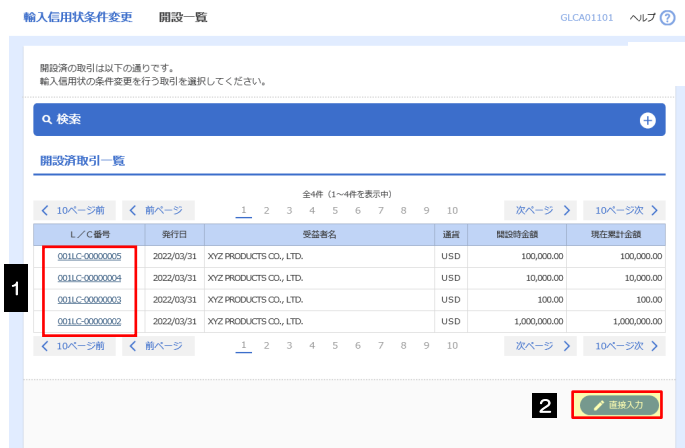 輸入信用状条件変更 開設一覧 GLCA01101 ヘルプ ?
開設済の取引は以下の通りです。
輸入信用状の条件変更を行う取引を選択してください。
検索
開設済取引一覧
全4件（1～4件を表示中）
10ページ前 前ページ 1 2 3 4 5 6 7 8 9 10 次ページ 10ページ次
L／C番号 発行日 受益者名 通貨 開設時金額 現在累計金額
001LC-00000005 2022/03/31 XYZ PRODUCTS CO., LTD. USD 100,000.00 100,000.00
001LC-00000004 2022/03/31 XYZ PRODUCTS CO., LTD. USD 10,000.00 10,000.00
001LC-00000003 2022/03/31 XYZ PRODUCTS CO., LTD. USD 100.00 100.00
001LC-00000002 2022/03/31 XYZ PRODUCTS CO., LTD. USD 1,000,000.00 1,000,000.00
1
10ページ前 前ページ 1 2 3 4 5 6 7 8 9 10 次ページ 10ページ次
2 直接入力